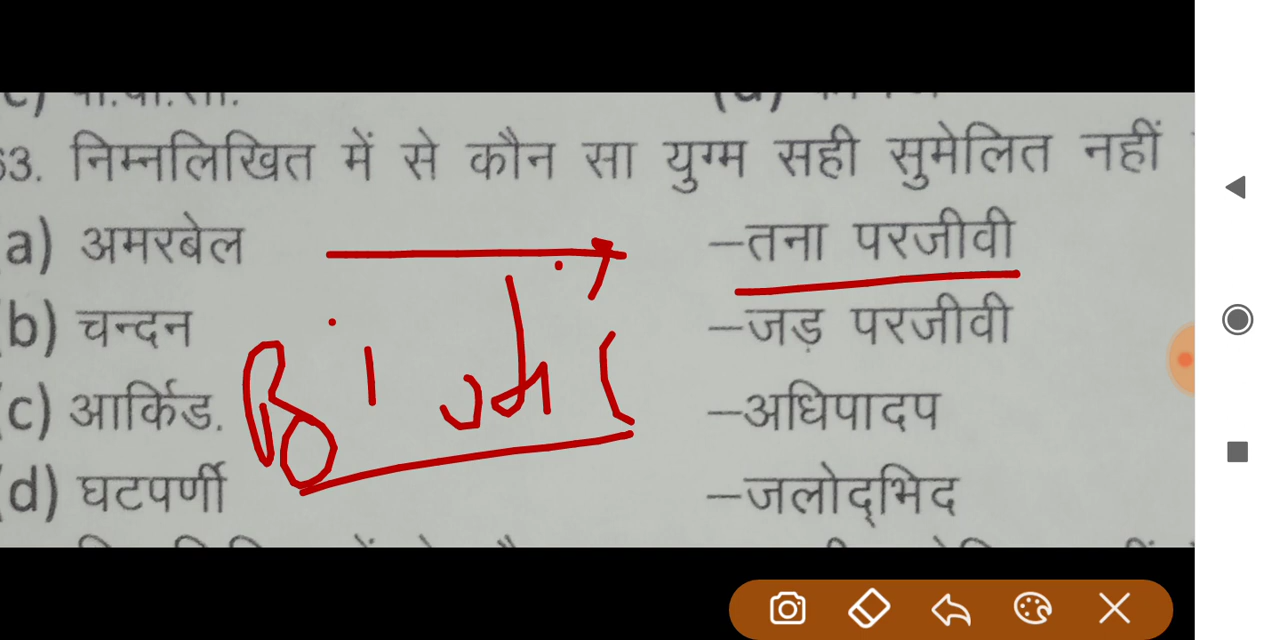 63. निम्नलिखित में से कौन सा युग्म सही सुमेलित नहीं
(a) अमरबेल –तना परजीवी
(b) चन्दन –जड़ परजीवी
(c) आर्किड. –अधिपादप
(d) घटपर्णी –जलोद्भिद